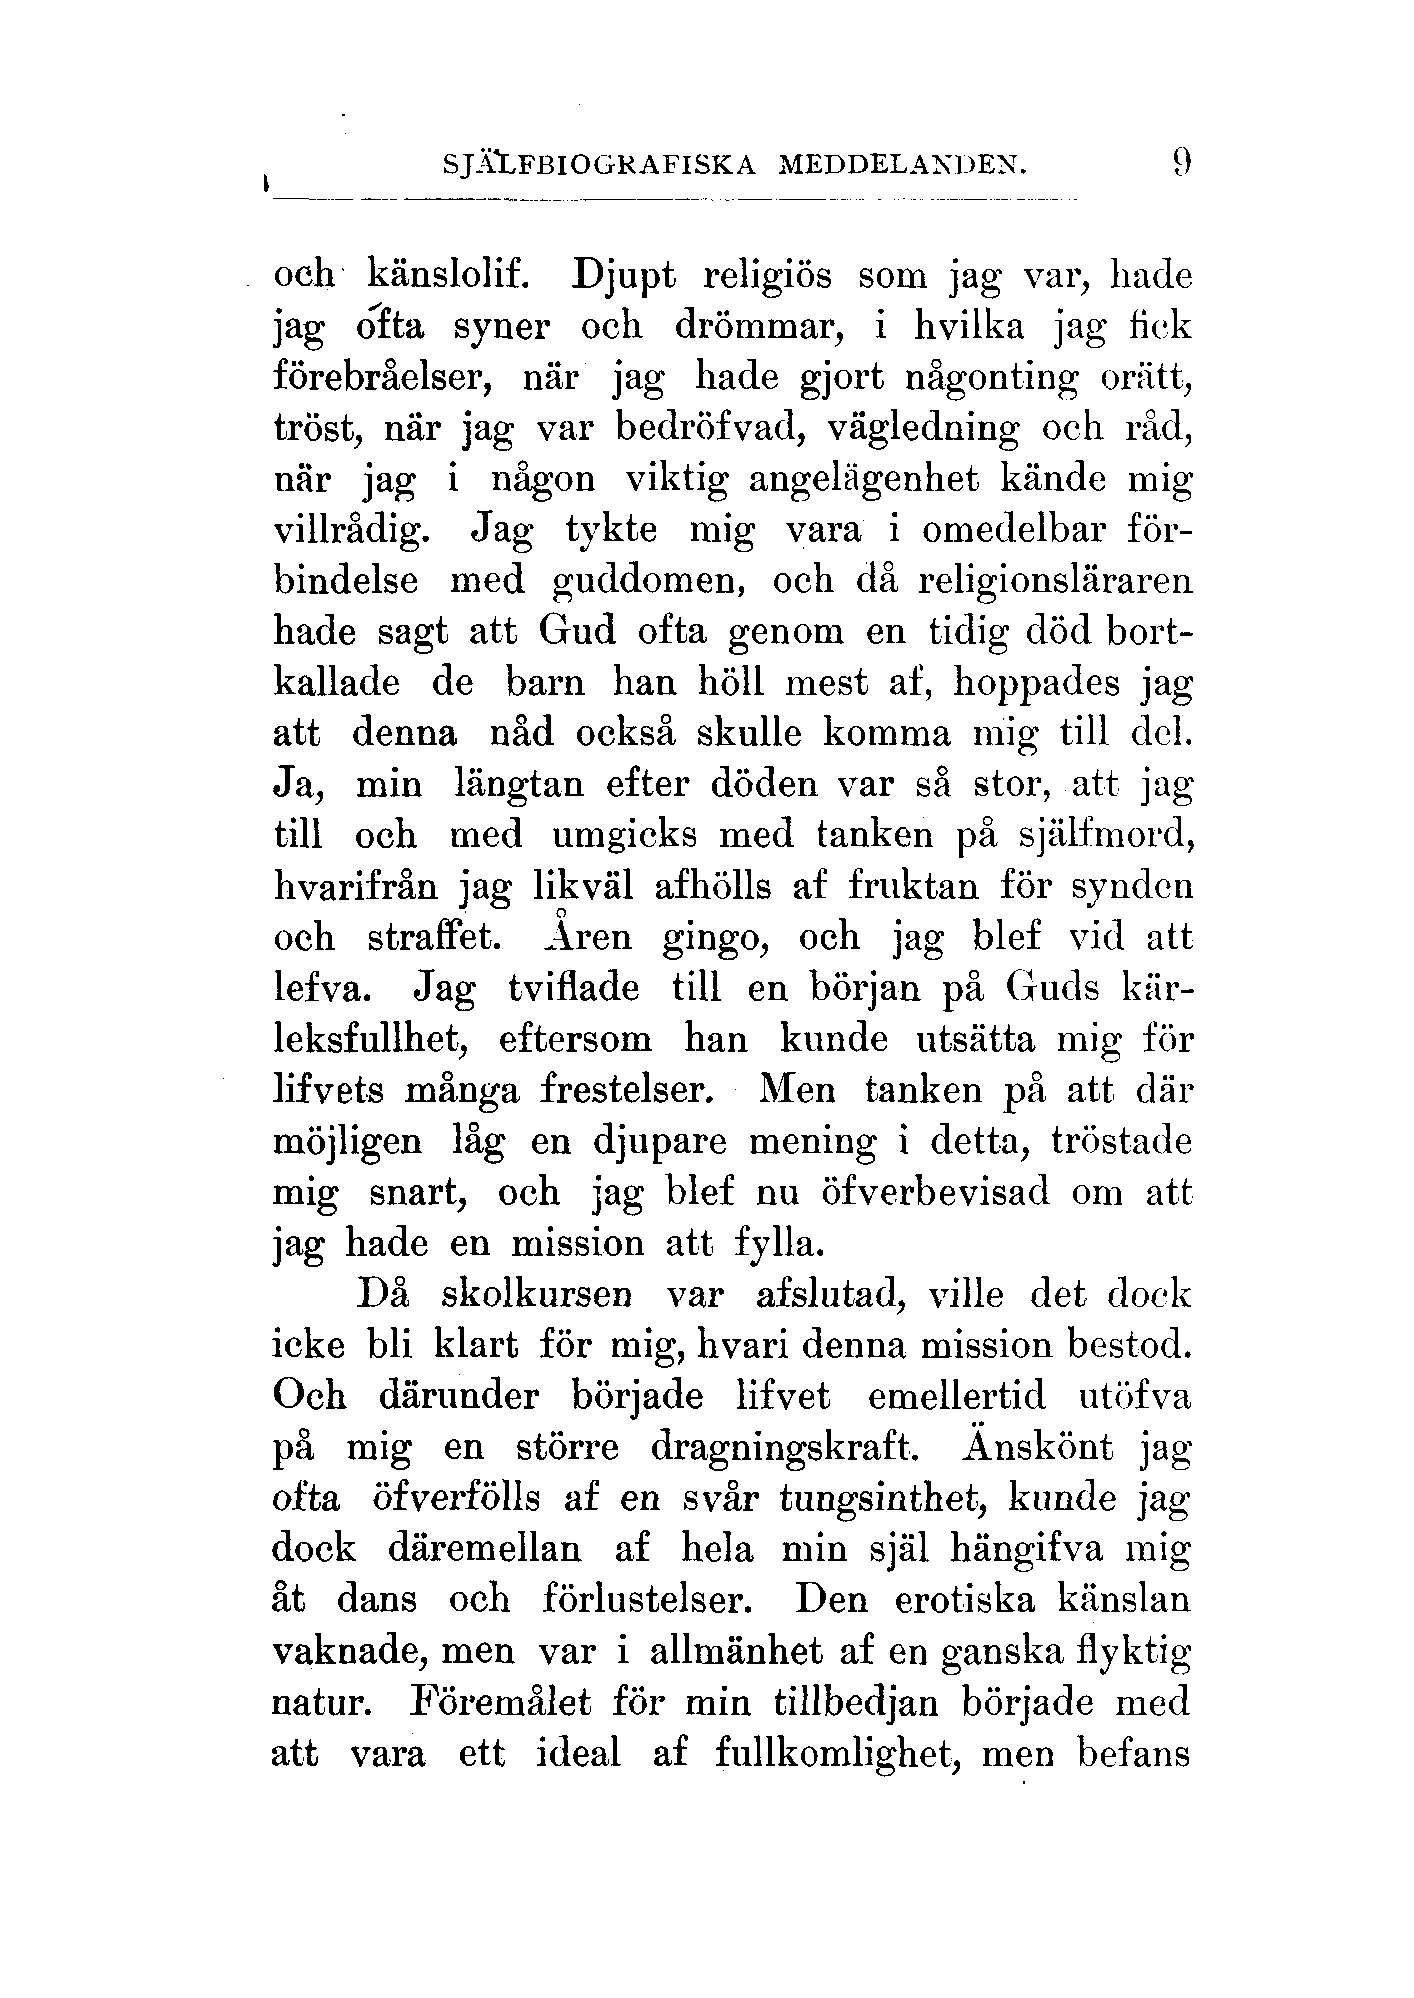 SJÄLFBIOGRAFISKA MEDDELANDEN. 9
och känslolif. Djupt religiös som jag var, hade
jag ofta syner och drömmar, i hvilka jag fick
förebråelser, när jag hade gjort någonting orätt,
tröst, när jag var bedröfvad, vägledning och råd,
när jag i någon viktig angelägenhet kände mig
villrådig. Jag tykte mig vara i omedelbar för-
bindelse med guddomen, och då religionsläraren
hade sagt att Gud ofta genom en tidig död bort-
kallade de barn han höll mest af, hoppades jag
att denna nåd också skulle komma mig till del.
Ja, min längtan efter döden var så stor, att jag
till och med umgicks med tanken på självmord,
hvarifrån jag likväl afhölls af fruktan för synden
och straffet. Åren gingo, och jag blef vid att
lefva. Jag tviflade till en början på Guds kär-
leksfullhet, eftersom han kunde utsätta mig för
lifvets många frestelser. Men tanken på att där
möjligen låg en djupare mening i detta, tröstade
mig snart, och jag blef nu öfverbevisad om att
jag hade en mission att fylla.
Då skolkursen var afslutad, ville det dock
icke bli klart för mig, hvari denna mission bestod.
Och därunder började lifvet emellertid utöfva
på mig en större dragningskraft. Änskönt jag
ofta öfverfölls af en svår tungsinthet, kunde jag
dock däremellan af hela min själ hängifva mig
åt dans och förlustelser. Den erotiska känslan
vaknade, men var i allmänhet af en ganska flyktig
natur. Föremålet för min tillbedjan började med
att vara ett ideal af fullkomlighet, men befans